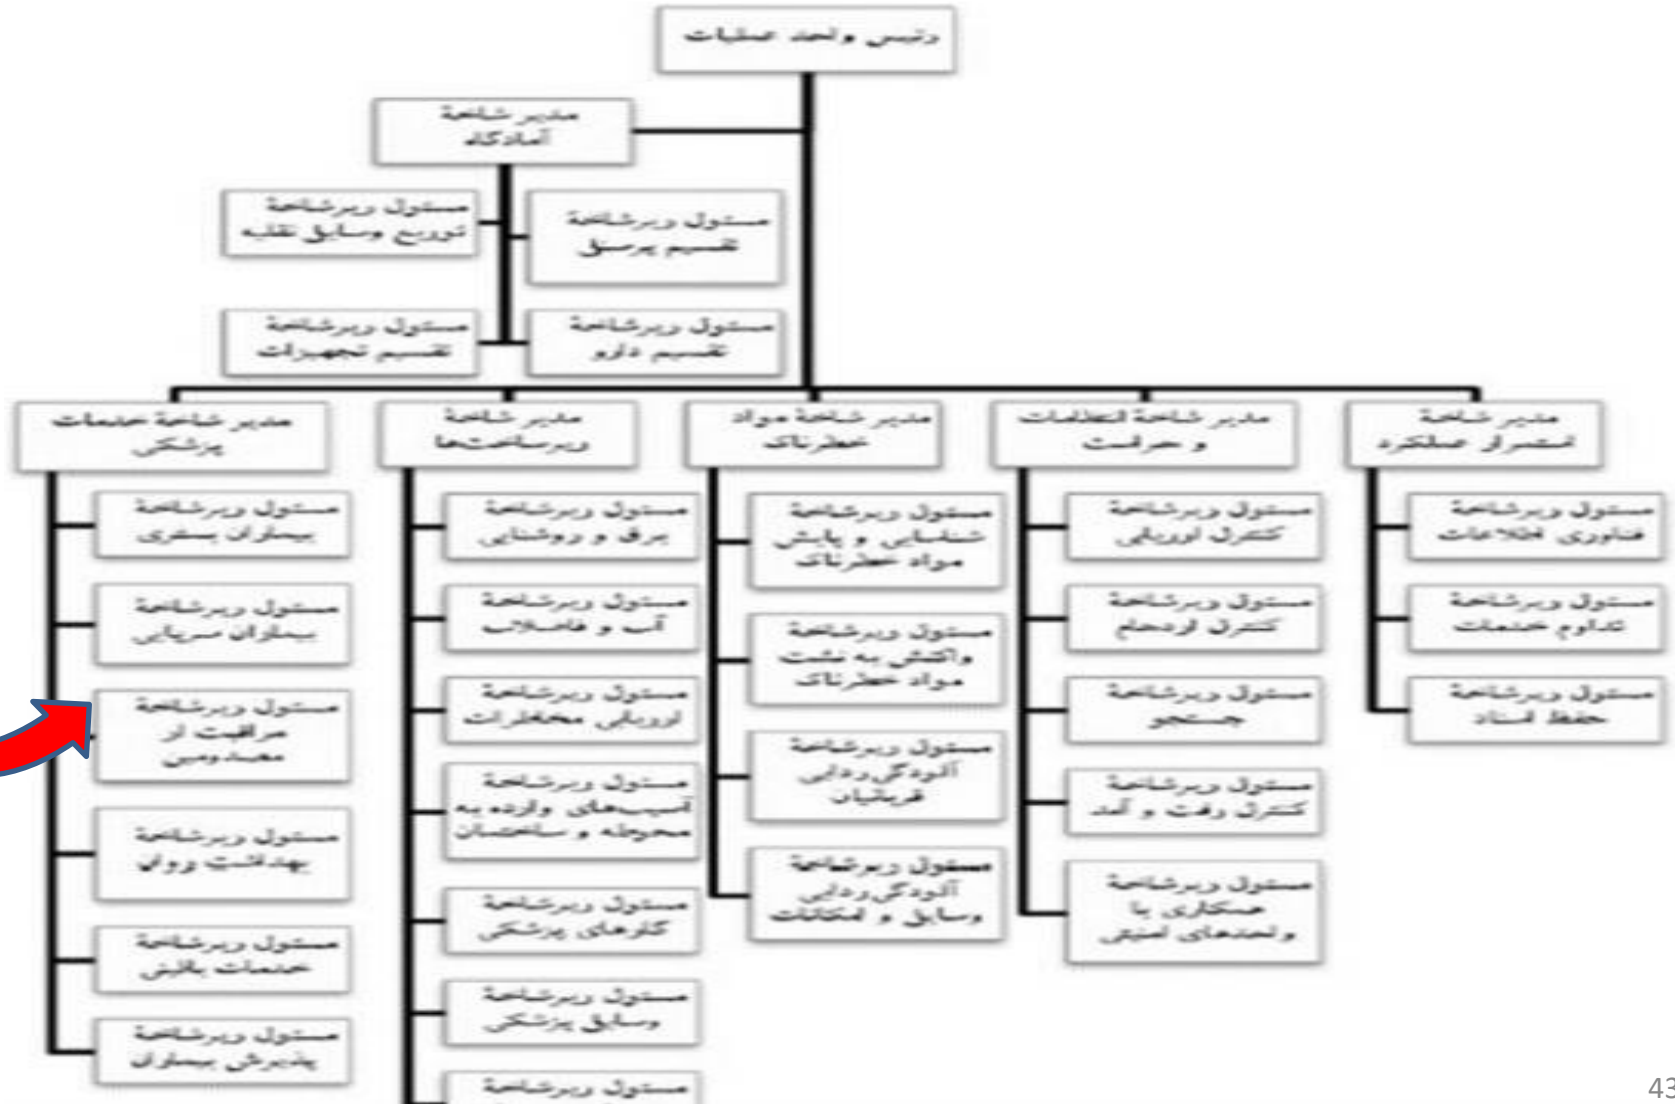 رئیس واحد عملیات
مدیر شاخهٔ
آمادگاه
مسئول زیرشاخهٔ
تقسیم پرسنل
مسئول زیرشاخهٔ
توزیع وسایل نقلیه
مسئول زیرشاخهٔ
تقسیم دارو
مسئول زیرشاخهٔ
تقسیم تجهیزات
مدیر شاخهٔ
استمرار عملکرد
مسئول زیرشاخهٔ
فناوری اطلاعات
مسئول زیرشاخهٔ
تداوم خدمات
مسئول زیرشاخهٔ
حفظ اسناد
مدیر شاخهٔ انتظامات
و حراست
مسئول زیرشاخهٔ
کنترل ارزیابی
مسئول زیرشاخهٔ
کنترل ازدحام
مسئول زیرشاخهٔ
جستجو
مسئول زیرشاخهٔ
کنترل رفت و آمد
مسئول زیرشاخهٔ
همکاری با
واحدهای امنیتی
مدیر شاخهٔ مواد
خطرناک
مسئول زیرشاخهٔ
شناسایی و پایش
مواد خطرناک
مسئول زیرشاخهٔ
واکنش به نشت
مواد خطرناک
مسئول زیرشاخهٔ
آلودگی‌زدایی
قربانیان
مسئول زیرشاخهٔ
آلودگی‌زدایی
وسایل و امکانات
مدیر شاخهٔ
زیرساخت‌ها
مسئول زیرشاخهٔ
برق و روشنایی
مسئول زیرشاخهٔ
آب و فاضلاب
مسئول زیرشاخهٔ
ارزیابی مخاطرات
مسئول زیرشاخهٔ
آسیب‌های وارده به
محوطه و ساختمان
مسئول زیرشاخهٔ
گازهای پزشکی
مسئول زیرشاخهٔ
وسایل پزشکی
مسئول زیرشاخهٔ
مدیر شاخهٔ خدمات
پزشکی
مسئول زیرشاخهٔ
بیماران بستری
مسئول زیرشاخهٔ
بیماران سرپایی
مسئول زیرشاخهٔ
مراقبت از
مصدومین
مسئول زیرشاخهٔ
بهداشت روان
مسئول زیرشاخهٔ
خدمات بالینی
مسئول زیرشاخهٔ
پذیرش بیماران
43